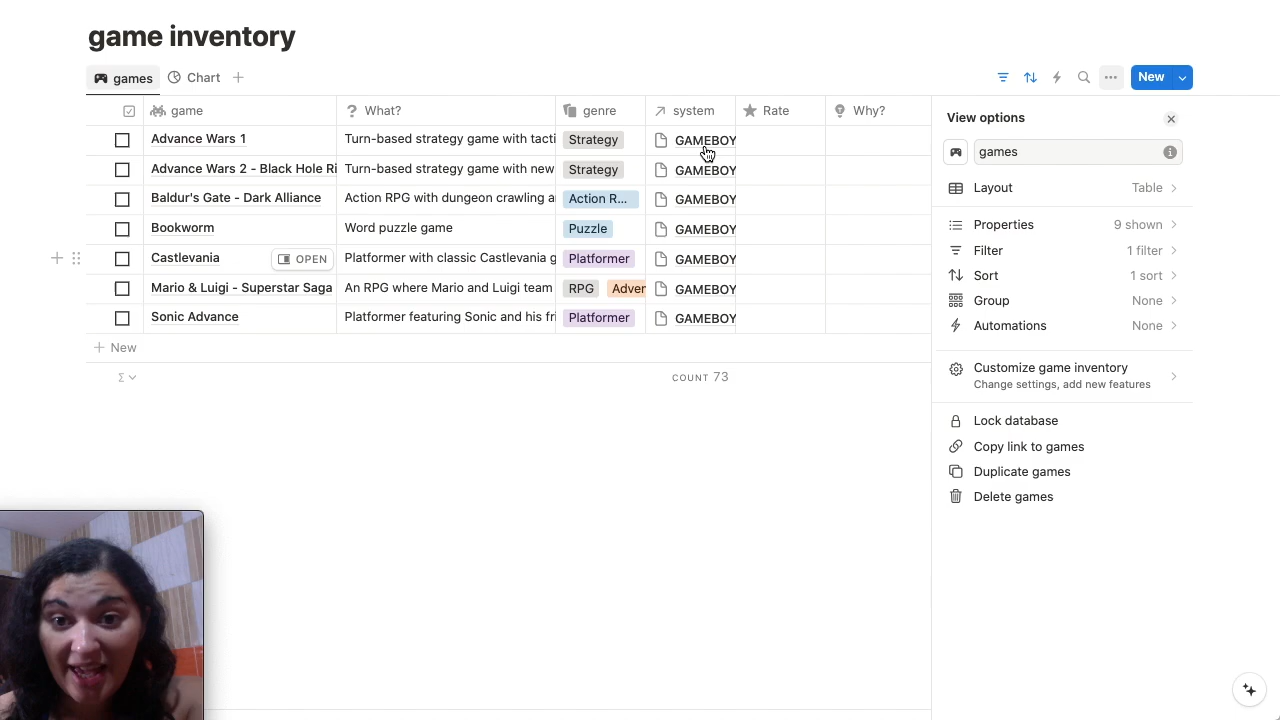 game inventory
games Chart
New
game What? genre system Rate Why?
Advance Wars 1 Turn-based strategy game with tacti Strategy GAMEBOY
Advance Wars 2 - Black Hole Ri Turn-based strategy game with new Strategy GAMEBOY
Baldur's Gate - Dark Alliance Action RPG with dungeon crawling a Action R... GAMEBOY
Bookworm Word puzzle game Puzzle GAMEBOY
Castlevania OPEN Platformer with classic Castlevania g Platformer GAMEBOY
Mario & Luigi - Superstar Saga An RPG where Mario and Luigi team RPG Adver GAMEBOY
Sonic Advance Platformer featuring Sonic and his fri Platformer GAMEBOY
New
COUNT 73
View options
games
Layout Table
Properties 9 shown
Filter 1 filter
Sort 1 sort
Group None
Automations None
Customize game inventory
Change settings, add new features
Lock database
Copy link to games
Duplicate games
Delete games